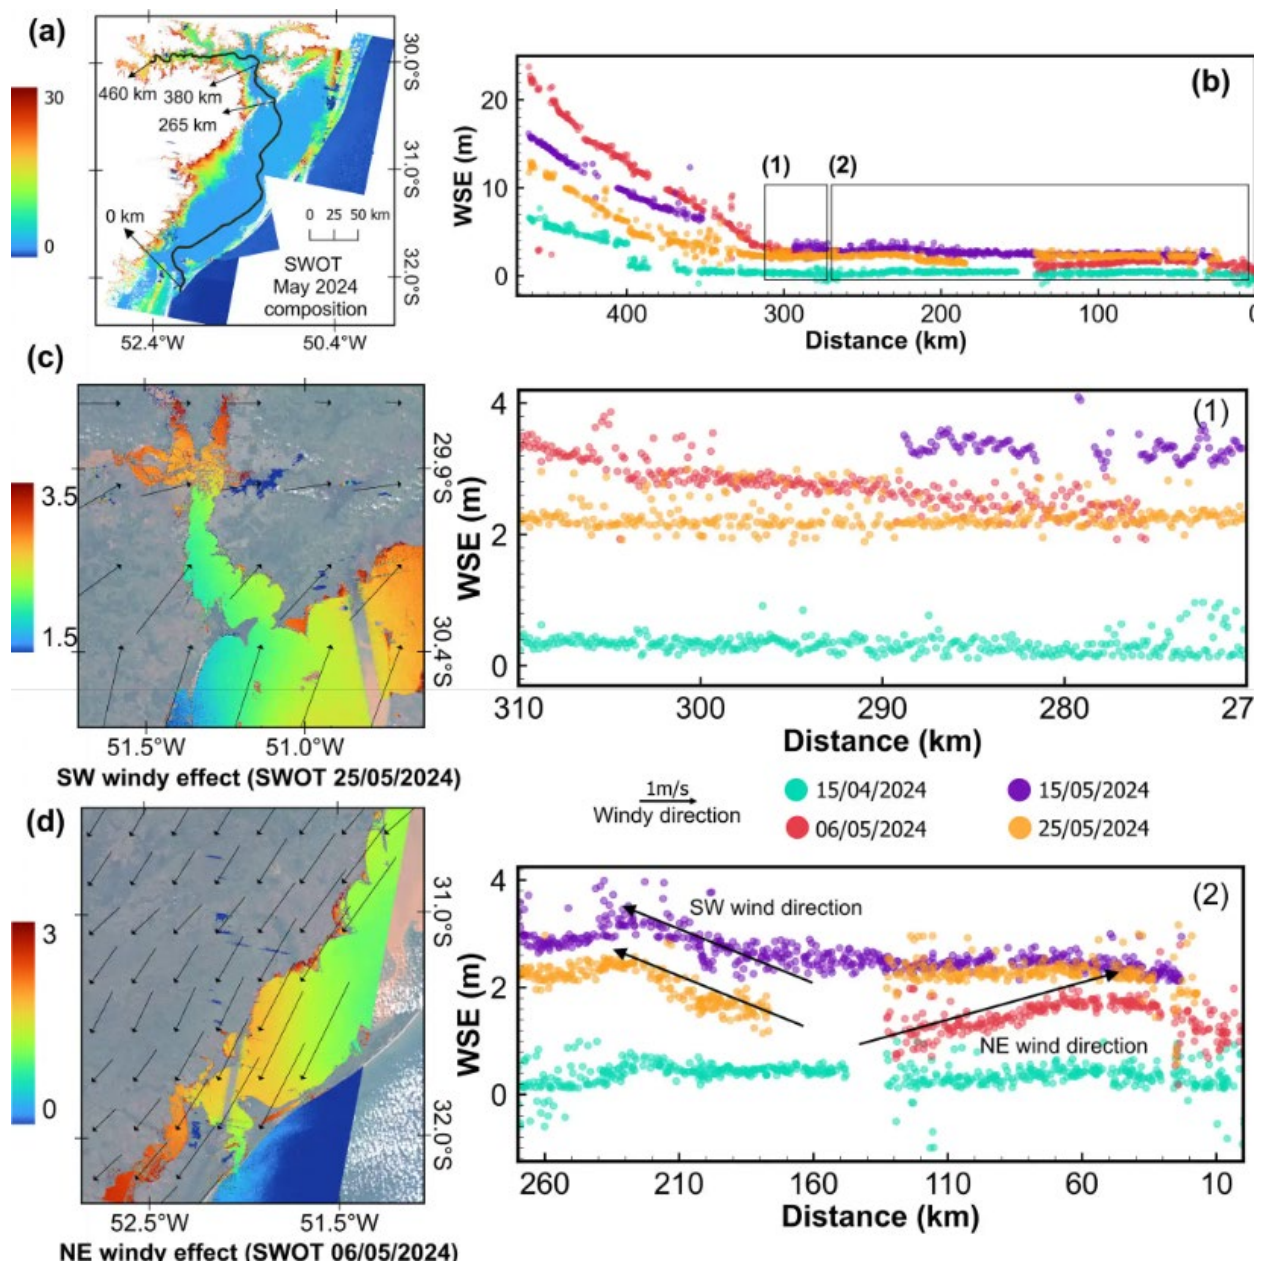 (a)
30
0
460 km
380 km
265 km
0 km
0 25 50 km
SWOT
May 2024
composition
30.0°S
31.0°S
32.0°S
52.4°W 50.4°W
(b)
WSE (m)
20
10
0
(1) (2)
400 300 200 100 0
Distance (km)
(c)
3.5
1.5
29.9°S
30.4°S
51.5°W 51.0°W
SW windy effect (SWOT 25/05/2024)
(1)
WSE (m)
4
2
0
310 300 290 280 27
Distance (km)
1m/s
Windy direction
15/04/2024
06/05/2024
15/05/2024
25/05/2024
(d)
3
0
31.0°S
32.0°S
52.5°W 51.5°W
NE windy effect (SWOT 06/05/2024)
(2)
WSE (m)
4
2
0
SW wind direction
NE wind direction
260 210 160 110 60 10
Distance (km)